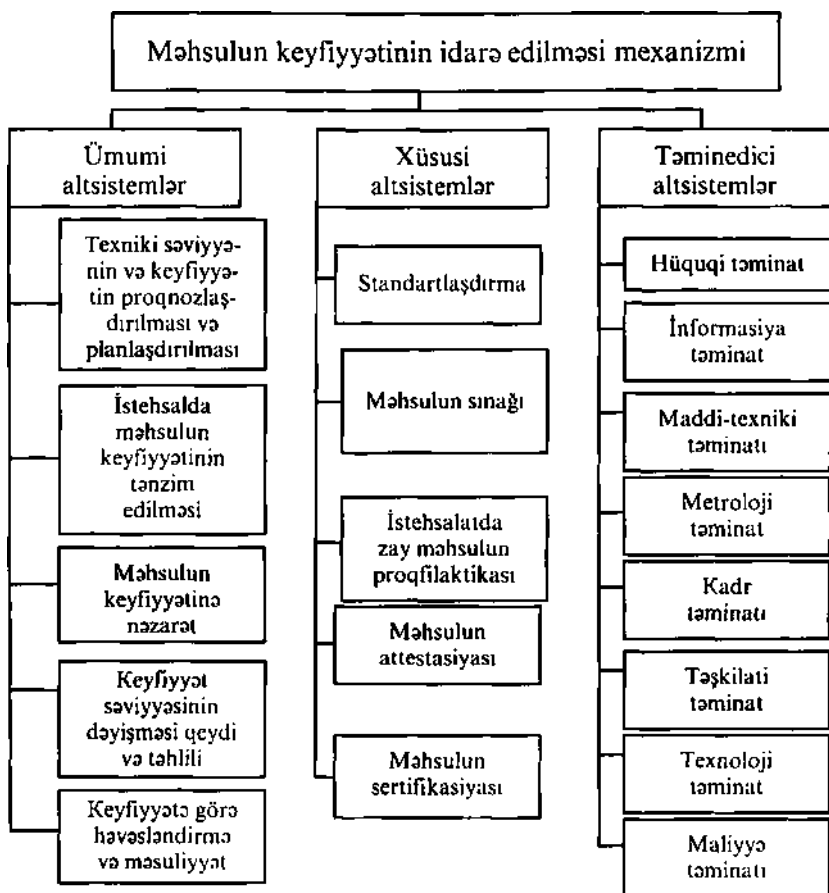 Məhsulun keyfiyyətinin idarə edilməsi mexanizmi
Ümumi
altsistemlər
Texniki səviyyə-
nin və keyfiyyə-
tin proqnozlaş-
dırılması və
planlaşdırılması
İstehsalda
məhsulun
keyfiyyətinin
tənzim
edilməsi
Məhsulun
keyfiyyətinə
nəzarət
Keyfiyyət
səviyyəsinin
dəyişməsi qeydi
və təhlili
Keyfiyyətə görə
həvəsləndirmə
və məsuliyyət
Xüsusi
altsistemlər
Standartlaşdırma
Məhsulun sınağı
İstehsalatda
zay məhsulun
proqfilaktikası
Məhsulun
attestasiyası
Məhsulun
sertifikasiyası
Təminedici
altsistemlər
Hüquqi təminat
İnformasiya
təminat
Maddi-texniki
təminatı
Metroloji
təminat
Kadr
təminatı
Təşkilati
təminat
Texnoloji
təminat
Maliyyə
təminatı